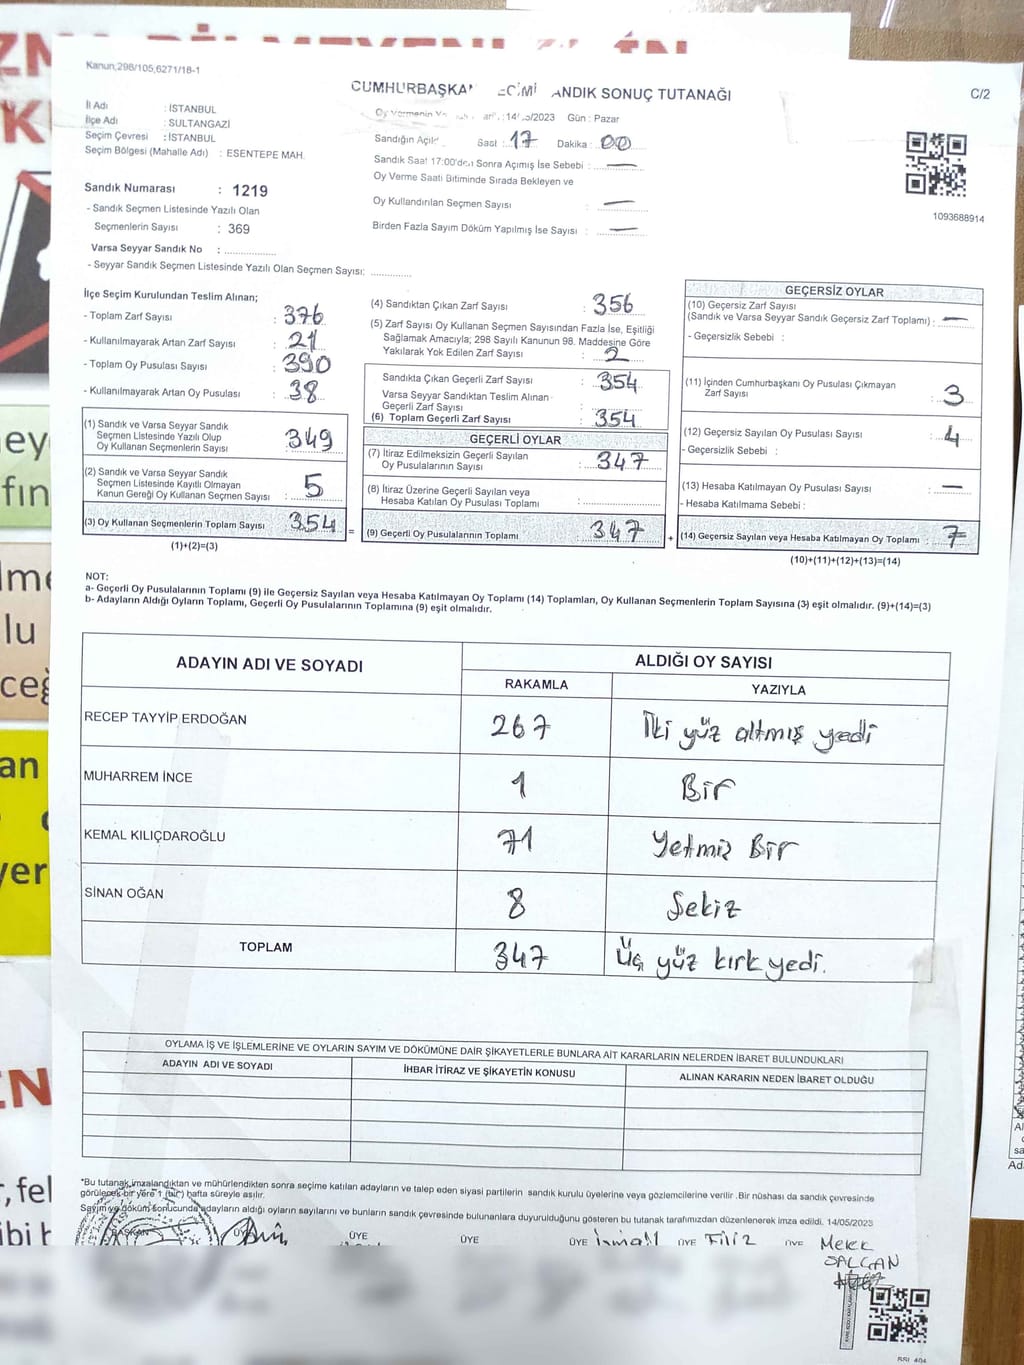 Kanun,298/105,6271/18-1
CUMHURBAŞKA ANDIK SONUÇ TUTANAĞI
C/2
İl Adı : İSTANBUL
İlçe Adı : SULTANGAZİ
Seçim Çevresi : İSTANBUL
Seçim Bölgesi (Mahalle Adı) : ESENTEPE MAH.
Oy Vermenin 14/05/2023 Gün : Pazar
Sandığın Saat : 17 Dakika : 00
Sandık Saat 17:00'den Sonra Açımış İse Sebebi : —
Oy Verme Saati Bitiminde Sırada Bekleyen ve
Oy Kullandırılan Seçmen Sayısı : —
Birden Fazla Sayım Döküm Yapılmış İse Sayısı : —
1093688914
Sandık Numarası : 1219
- Sandık Seçmen Listesinde Yazılı Olan
Seçmenlerin Sayısı : 369
Varsa Seyyar Sandık No : ................
- Seyyar Sandık Seçmen Listesinde Yazılı Olan Seçmen Sayısı: ............
İlçe Seçim Kurulundan Teslim Alınan;
- Toplam Zarf Sayısı : 376
- Kullanılmayarak Artan Zarf Sayısı : 21
- Toplam Oy Pusulası Sayısı : 390
- Kullanılmayarak Artan Oy Pusulası : 38
(1) Sandık ve Varsa Seyyar Sandık
Seçmen Listesinde Yazılı Olup
Oy Kullanan Seçmenlerin Sayısı : 349
(2) Sandık ve Varsa Seyyar Sandık
Seçmen Listesinde Kayıtlı Olmayan
Kanun Gereği Oy Kullanan Seçmen Sayısı : 5
(3) Oy Kullanan Seçmenlerin Toplam Sayısı 354 =
(1)+(2)=(3)
(4) Sandıktan Çıkan Zarf Sayısı : 356
(5) Zarf Sayısı Oy Kullanan Seçmen Sayısından Fazla İse, Eşitliği
Sağlamak Amacıyla; 298 Sayılı Kanunun 98. Maddesine Göre
Yakılarak Yok Edilen Zarf Sayısı : 2
Sandıkta Çıkan Geçerli Zarf Sayısı : 354
Varsa Seyyar Sandıktan Teslim Alınan
Geçerli Zarf Sayısı :
(6) Toplam Geçerli Zarf Sayısı : 354
GEÇERLİ OYLAR
(7) İtiraz Edilmeksizin Geçerli Sayılan
Oy Pusulalarının Sayısı : 347
(8) İtiraz Üzerine Geçerli Sayılan veya
Hesaba Katılan Oy Pusulası Toplamı :
(9) Geçerli Oy Pusulalarının Toplamı : 347 +
GEÇERSİZ OYLAR
(10) Geçersiz Zarf Sayısı
(Sandık ve Varsa Seyyar Sandık Geçersiz Zarf Toplamı) : —
- Geçersizlik Sebebi :
(11) İçinden Cumhurbaşkanı Oy Pusulası Çıkmayan
Zarf Sayısı : 3
(12) Geçersiz Sayılan Oy Pusulası Sayısı : 4
- Geçersizlik Sebebi :
(13) Hesaba Katılmayan Oy Pusulası Sayısı : —
- Hesaba Katılmama Sebebi :
(14) Geçersiz Sayılan veya Hesaba Katılmayan Oy Toplamı : 7
(10)+(11)+(12)+(13)=(14)
NOT:
a- Geçerli Oy Pusulalarının Toplamı (9) ile Geçersiz Sayılan veya Hesaba Katılmayan Oy Toplamı (14) Toplamları, Oy Kullanan Seçmenlerin Toplam Sayısına (3) eşit olmalıdır. (9)+(14)=(3)
b- Adayların Aldığı Oyların Toplamı, Geçerli Oy Pusulalarının Toplamına (9) eşit olmalıdır.
ADAYIN ADI VE SOYADI ALDIĞI OY SAYISI
RAKAMLA YAZIYLA
RECEP TAYYİP ERDOĞAN 267 İki yüz altmış yedi
MUHARREM İNCE 1 Bir
KEMAL KILIÇDAROĞLU 71 Yetmiz Bir
SİNAN OĞAN 8 Sekiz
TOPLAM 347 Üç yüz kırk yedi.
OYLAMA İŞ VE İŞLEMLERİNE VE OYLARIN SAYIM VE DÖKÜMÜNE DAİR ŞİKAYETLERLE BUNLARA AİT KARARLARIN NELERDEN İBARET BULUNDUKLARI
ADAYIN ADI VE SOYADI İHBAR İTİRAZ VE ŞİKAYETİN KONUSU ALINAN KARARIN NEDEN İBARET OLDUĞU
*Bu tutanak imzalandıktan ve mühürlendikten sonra seçime katılan adayların ve talep eden siyasi partilerin sandık kurulu üyelerine veya gözlemcilerine verilir .Bir nüshası da sandık çevresinde
görülecek bir yere 1 (bir) hafta süreyle asılır.
Sayım ve döküm sonucunda adayların aldığı oyların sayılarını ve bunların sandık çevresinde bulunanlara duyurulduğunu gösteren bu tutanak tarafımızdan düzenlenerek imza edildi. 14/05/2023
BAŞKAN ÜYE ÜYE ÜYE ÜYE İsmail ÜYE Filiz ÜYE Melek
SALCAN